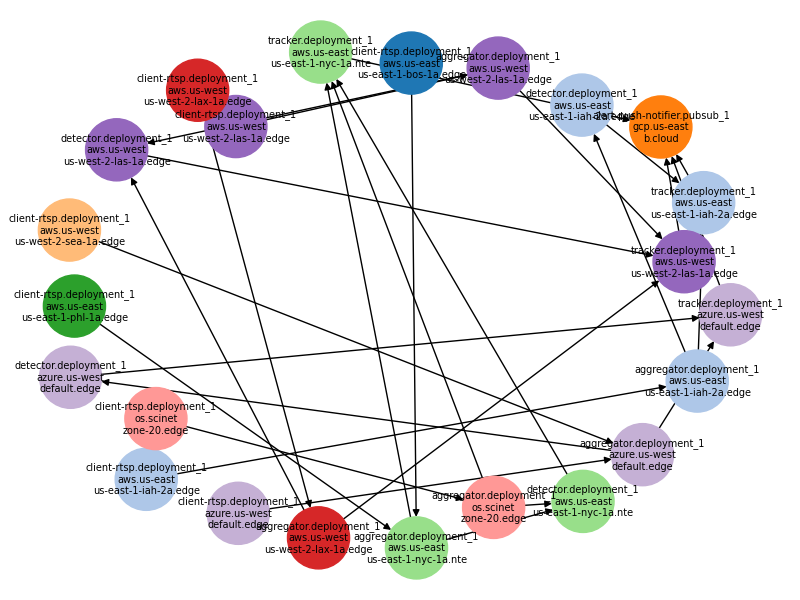 tracker.deployment_1
aws.us-east
us-east-1-nyc-1a.nte
client-rtsp.deployment_1
aws.us-east
us-east-1-bos-1a.edge
aggregator.deployment_1
aws.us-west
us-west-2-las-1a.edge
client-rtsp.deployment_1
aws.us-west
us-west-2-lax-1a.edge
detector.deployment_1
aws.us-east
us-east-1-iah-2a.edge
client-rtsp.deployment_1
aws.us-west
us-west-2-las-1a.edge
gcp.us-east
b.cloud
detector.deployment_1
aws.us-west
us-west-2-las-1a.edge
tracker.deployment_1
aws.us-east
us-east-1-iah-2a.edge
client-rtsp.deployment_1
aws.us-west
us-west-2-sea-1a.edge
tracker.deployment_1
aws.us-west
us-west-2-las-1a.edge
client-rtsp.deployment_1
aws.us-east
us-east-1-phl-1a.edge
tracker.deployment_1
azure.us-west
default.edge
detector.deployment_1
azure.us-west
default.edge
aggregator.deployment_1
aws.us-east
us-east-1-iah-2a.edge
client-rtsp.deployment_1
os.scinet
zone-20.edge
aggregator.deployment_1
azure.us-west
default.edge
client-rtsp.deployment_1
aws.us-east
us-east-1-iah-2a.edge
client-rtsp.deployment_1
azure.us-west
default.edge
aggregator.deployment_1
os.scinet
zone-20.edge
detector.deployment_1
aws.us-east
us-east-1-nyc-1a.nte
aggregator.deployment_1
aws.us-west
us-west-2-lax-1a.edge
aggregator.deployment_1
aws.us-east
us-east-1-nyc-1a.nte